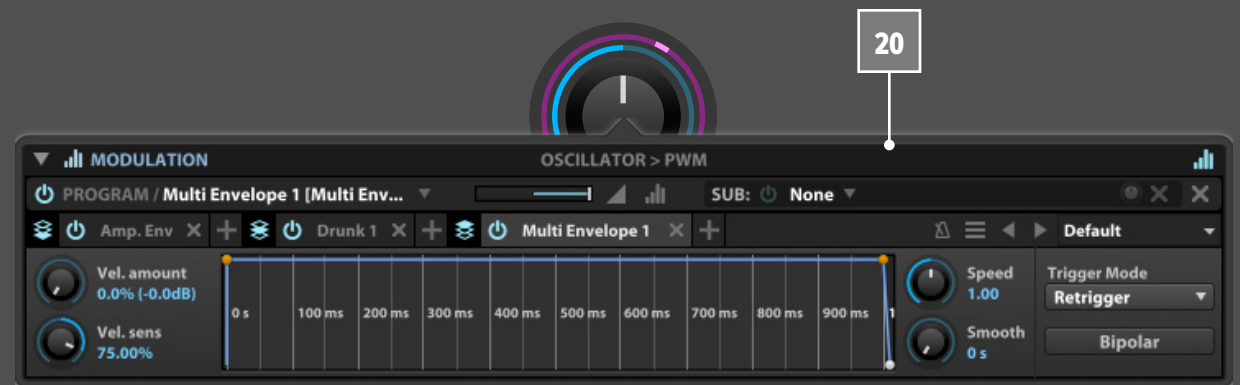 20
MODULATION OSCILLATOR > PWM
PROGRAM / Multi Envelope 1 [Multi Env... SUB: None
Amp. Env Drunk 1 Multi Envelope 1 Default
Vel. amount
0.0% (-0.0dB)
Vel. sens
75.00%
0 s 100 ms 200 ms 300 ms 400 ms 500 ms 600 ms 700 ms 800 ms 900 ms 1
Speed
1.00
Smooth
0 s
Trigger Mode
Retrigger
Bipolar